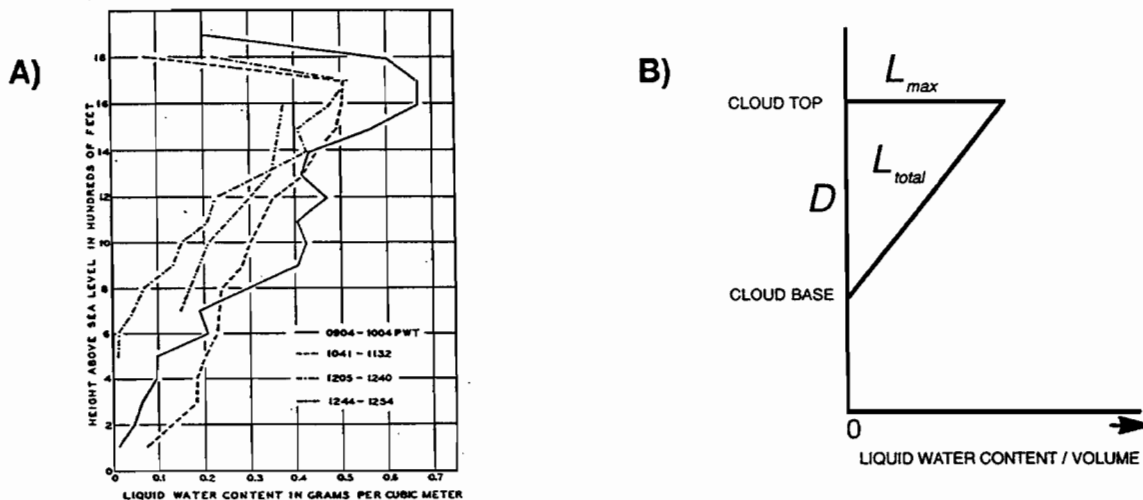 A)
HEIGHT ABOVE SEA LEVEL IN HUNDREDS OF FEET
18
16
14
12
10
8
6
4
2
0
0904-1004 PWT
1041-1132
1205-1240
1244-1254
0 0.1 0.2 0.3 0.4 0.5 0.6 0.7
LIQUID WATER CONTENT IN GRAMS PER CUBIC METER
B)
L max
CLOUD TOP
L total
D
CLOUD BASE
0
LIQUID WATER CONTENT / VOLUME